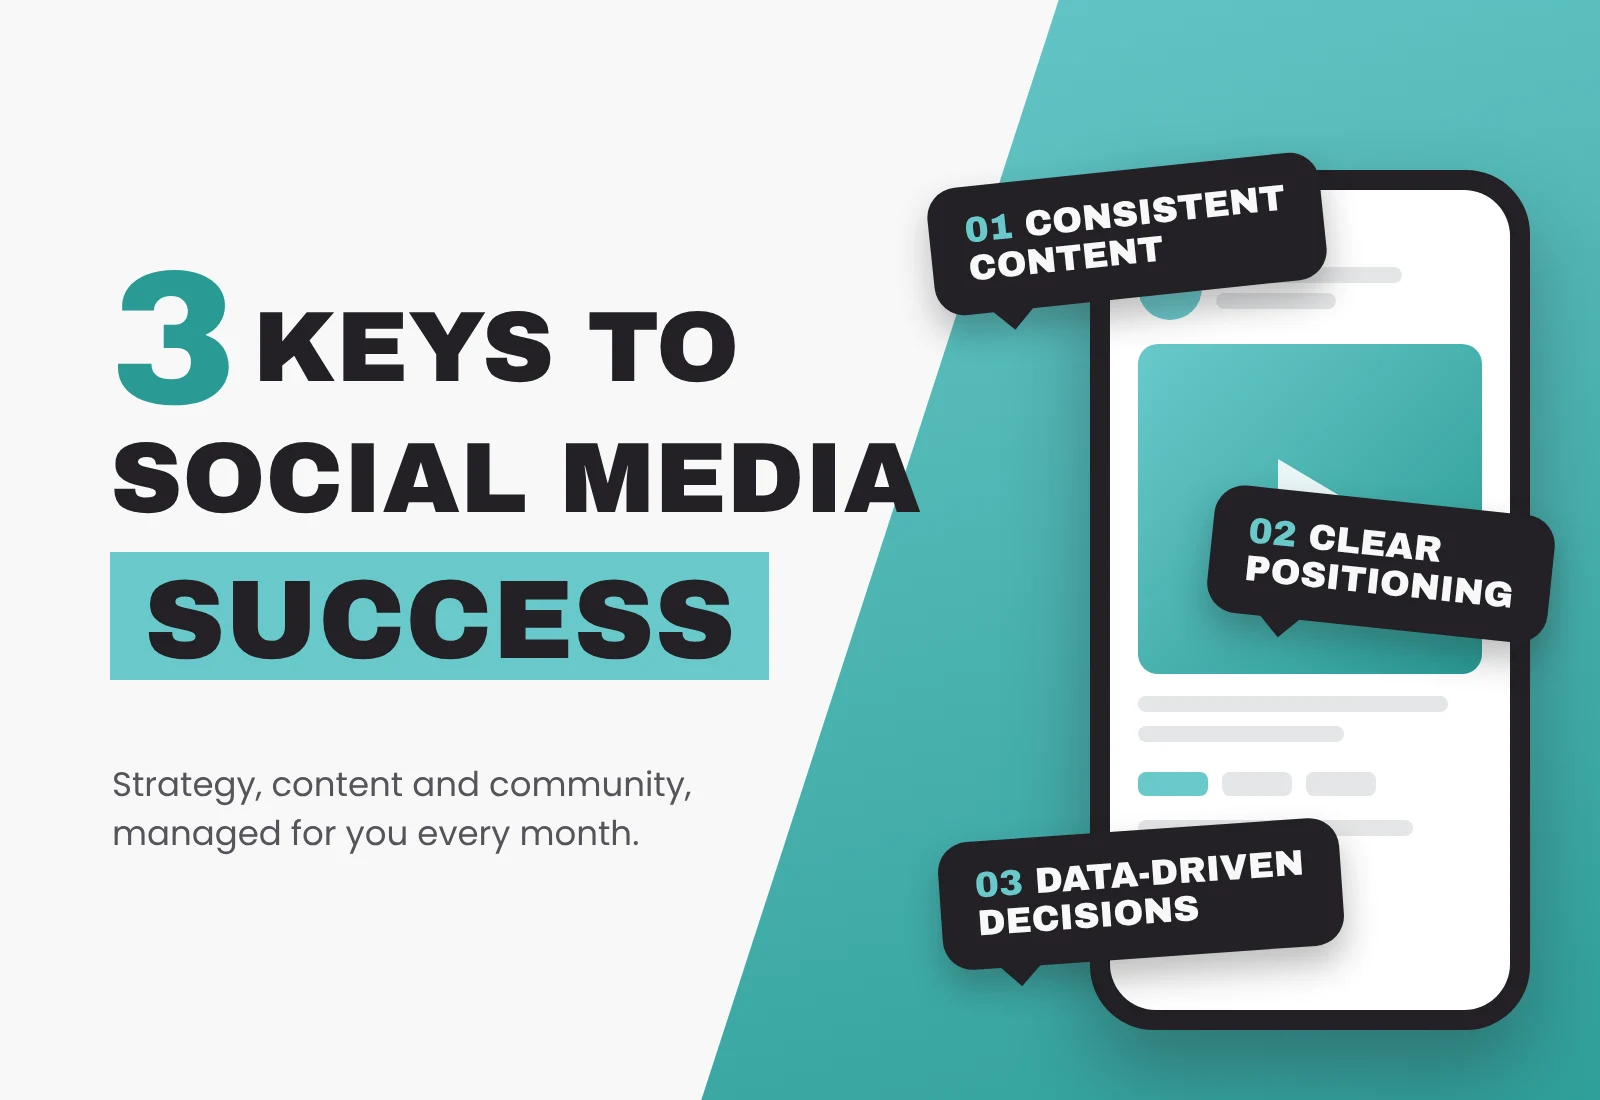 3 KEYS TO
SOCIAL MEDIA
SUCCESS
Strategy, content and community,
managed for you every month.
01 CONSISTENT
CONTENT
02 CLEAR
POSITIONING
03 DATA-DRIVEN
DECISIONS